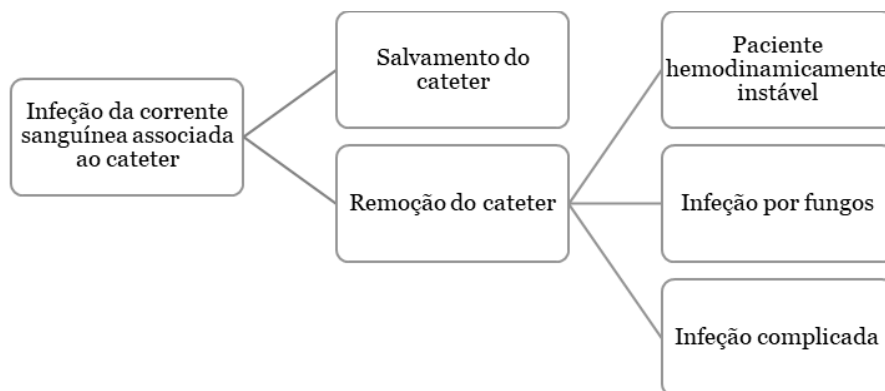 Infeção da corrente
sanguínea associada
ao cateter
Salvamento do
cateter
Remoção do cateter
Paciente
hemodinamicamente
instável
Infeção por fungos
Infeção complicada